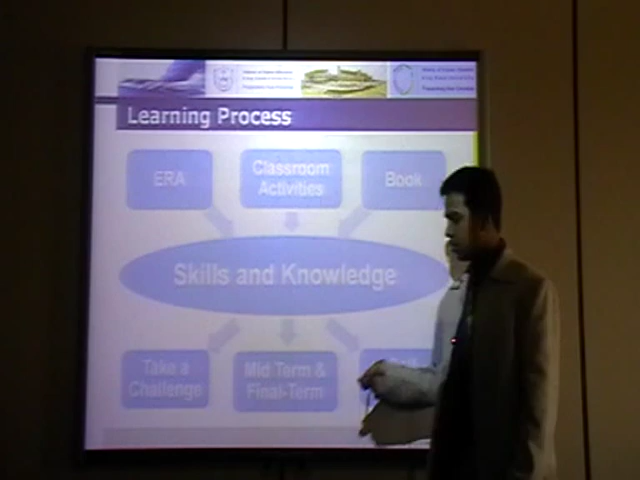 Learning Process
ERA
Classroom
Activities
Book
Skills and Knowledge
Take a
Challenge
Mid Term &
Final-Term